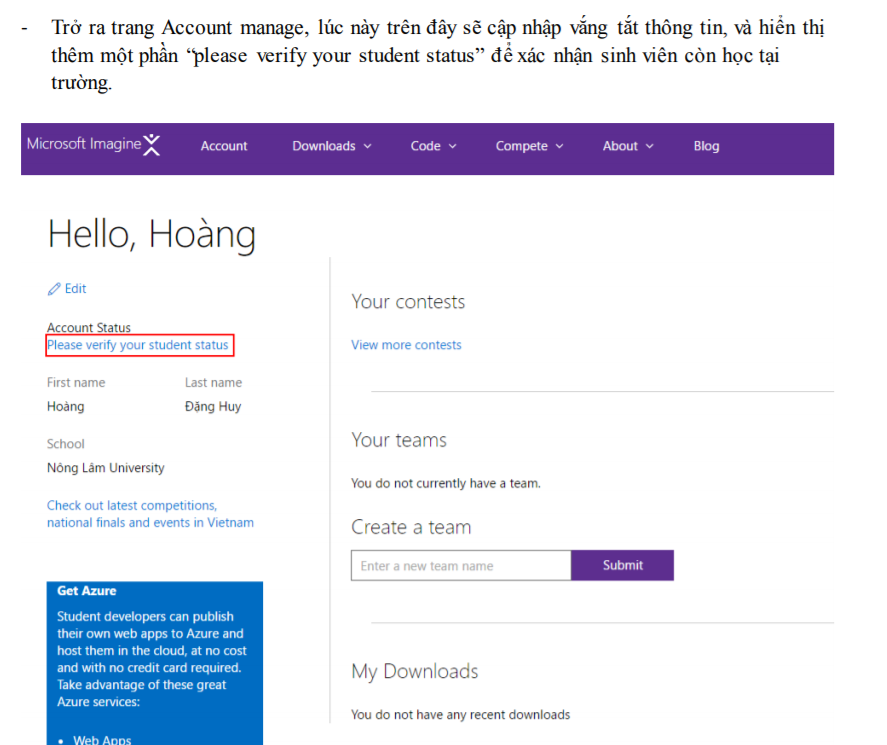 - Trở ra trang Account manage, lúc này trên đây sẽ cập nhập vắng tắt thông tin, và hiển thị
thêm một phần “please verify your student status” để xác nhận sinh viên còn học tại
trường.
Microsoft Imagine Account Downloads Code Compete About Blog
Hello, Hoàng
Edit
Account Status
Please verify your student status
First name Last name
Hoàng Đặng Huy
School
Nông Lâm University
Check out latest competitions,
national finals and events in Vietnam
Get Azure
Student developers can publish
their own web apps to Azure and
host them in the cloud, at no cost
and with no credit card required.
Take advantage of these great
Azure services:
• Web Apps
Your contests
View more contests
Your teams
You do not currently have a team.
Create a team
Enter a new team name Submit
My Downloads
You do not have any recent downloads